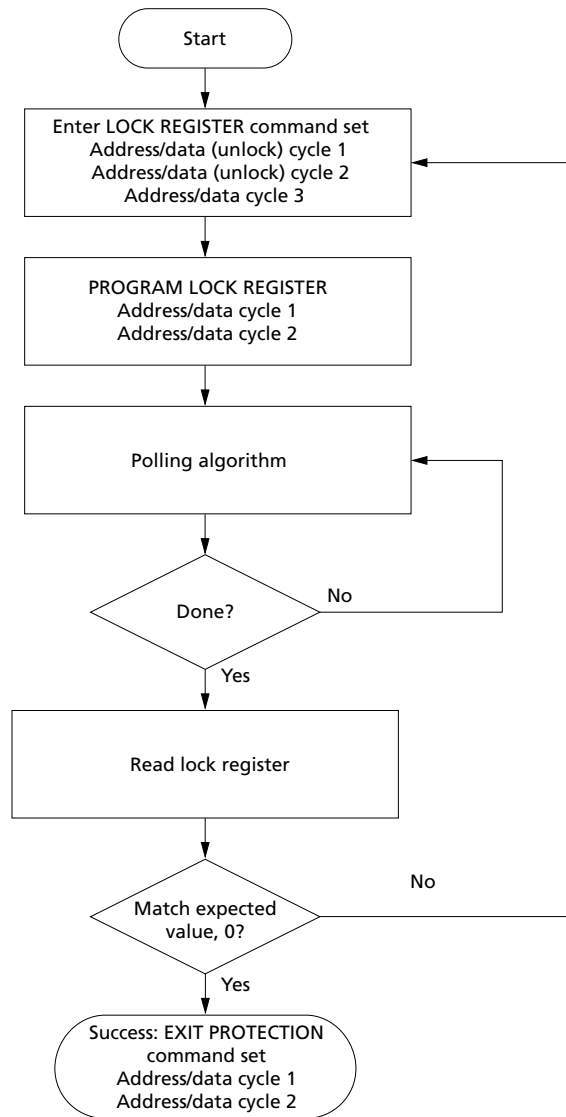 Start
Enter LOCK REGISTER command set
Address/data (unlock) cycle 1
Address/data (unlock) cycle 2
Address/data cycle 3
PROGRAM LOCK REGISTER
Address/data cycle 1
Address/data cycle 2
Polling algorithm
Done?
No
Yes
Read lock register
Match expected
value, 0?
No
Yes
Success: EXIT PROTECTION
command set
Address/data cycle 1
Address/data cycle 2